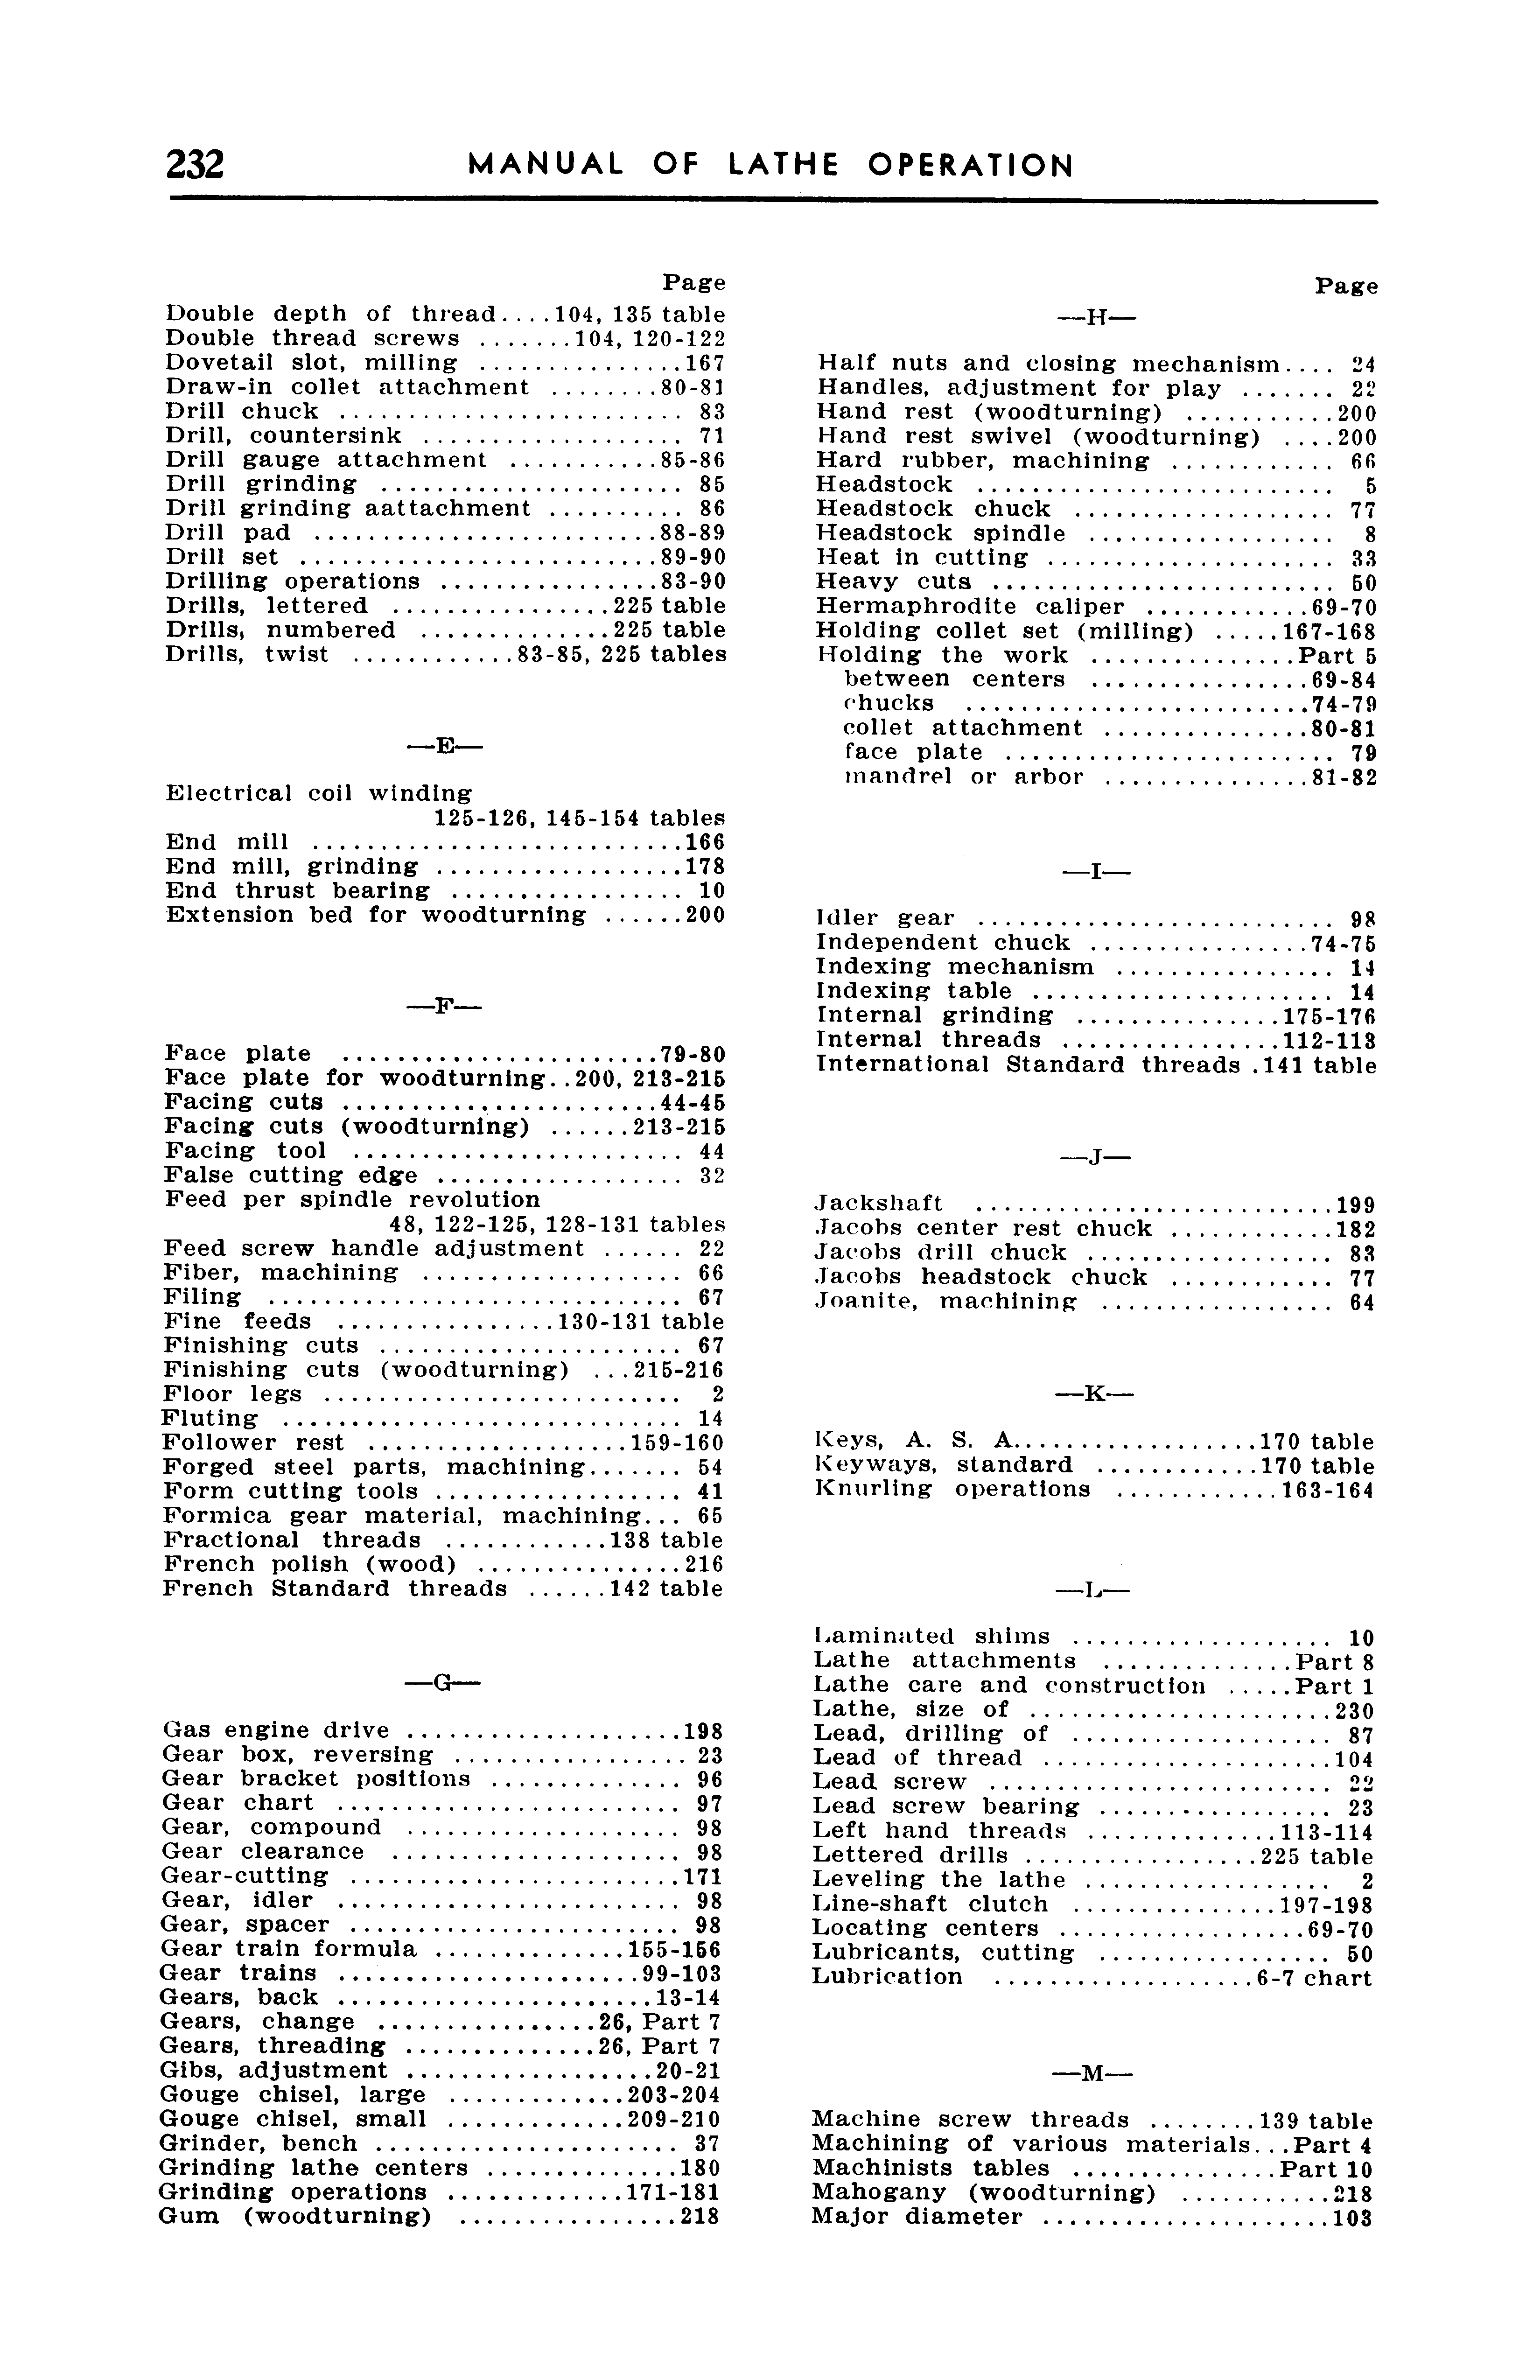 232 MANUAL OF LATHE OPERATION
Page
Double depth of thread....104, 135 table
Double thread screws .......104, 120-122
Dovetail slot, milling ...............167
Draw-in collet attachment ........80-81
Drill chuck ......................... 83
Drill, countersink ................... 71
Drill gauge attachment ...........85-86
Drill grinding ...................... 85
Drill grinding aattachment .......... 86
Drill pad .........................88-89
Drill set ..........................89-90
Drilling operations ................83-90
Drills, lettered ................225 table
Drills, numbered ..............225 table
Drills, twist ............83-85, 225 tables
—E—
Electrical coil winding
125-126, 145-154 tables
End mill ...........................166
End mill, grinding ..................178
End thrust bearing ................. 10
Extension bed for woodturning ......200
—F—
Face plate .......................79-80
Face plate for woodturning..200, 213-215
Facing cuts .......................44-45
Facing cuts (woodturning) ......213-215
Facing tool ........................ 44
False cutting edge .................. 32
Feed per spindle revolution
48, 122-125, 128-131 tables
Feed screw handle adjustment ...... 22
Fiber, machining ................... 66
Filing .............................. 67
Fine feeds ................130-131 table
Finishing cuts ...................... 67
Finishing cuts (woodturning) ...215-216
Floor legs .......................... 2
Fluting ............................. 14
Follower rest ...................159-160
Forged steel parts, machining....... 54
Form cutting tools .................. 41
Formica gear material, machining... 65
Fractional threads ............138 table
French polish (wood) ...............216
French Standard threads ......142 table
—G—
Gas engine drive ....................198
Gear box, reversing ................. 23
Gear bracket positions .............. 96
Gear chart ......................... 97
Gear, compound .................... 98
Gear clearance ..................... 98
Gear-cutting ........................171
Gear, idler ......................... 98
Gear, spacer ........................ 98
Gear train formula ..............155-156
Gear trains ......................99-103
Gears, back .......................13-14
Gears, change ................26, Part 7
Gears, threading ..............26, Part 7
Gibs, adjustment ..................20-21
Gouge chisel, large .............203-204
Gouge chisel, small .............209-210
Grinder, bench ...................... 37
Grinding lathe centers ..............180
Grinding operations .............171-181
Gum (woodturning) ................218
Page
—H—
Half nuts and closing mechanism.... 24
Handles, adjustment for play ....... 22
Hand rest (woodturning) ...........200
Hand rest swivel (woodturning) ....200
Hard rubber, machining ............ 66
Headstock .......................... 5
Headstock chuck ................... 77
Headstock spindle .................. 8
Heat in cutting ..................... 33
Heavy cuts ......................... 50
Hermaphrodite caliper ............69-70
Holding collet set (milling) .....167-168
Holding the work ...............Part 5
between centers ................69-84
chucks .........................74-79
collet attachment ...............80-81
face plate ........................ 79
mandrel or arbor ...............81-82
—I—
Idler gear .......................... 98
Independent chuck ................74-75
Indexing mechanism ................ 14
Indexing table ...................... 14
Internal grinding ...............175-176
Internal threads ................112-113
International Standard threads .141 table
—J—
Jackshaft ..........................199
Jacobs center rest chuck ............182
Jacobs drill chuck .................. 83
Jacobs headstock chuck ............ 77
Joanite, machining ................. 64
—K—
Keys, A. S. A..................170 table
Keyways, standard ............170 table
Knurling operations ............163-164
—L—
Laminated shims ................... 10
Lathe attachments ..............Part 8
Lathe care and construction .....Part 1
Lathe, size of ......................230
Lead, drilling of ................... 87
Lead of thread .....................104
Lead screw ......................... 22
Lead screw bearing ................. 23
Left hand threads ..............113-114
Lettered drills .................225 table
Leveling the lathe .................. 2
Line-shaft clutch ...............197-198
Locating centers ..................69-70
Lubricants, cutting ................. 50
Lubrication ...................6-7 chart
—M—
Machine screw threads ........139 table
Machining of various materials...Part 4
Machinists tables ...............Part 10
Mahogany (woodturning) ...........218
Major diameter .....................103